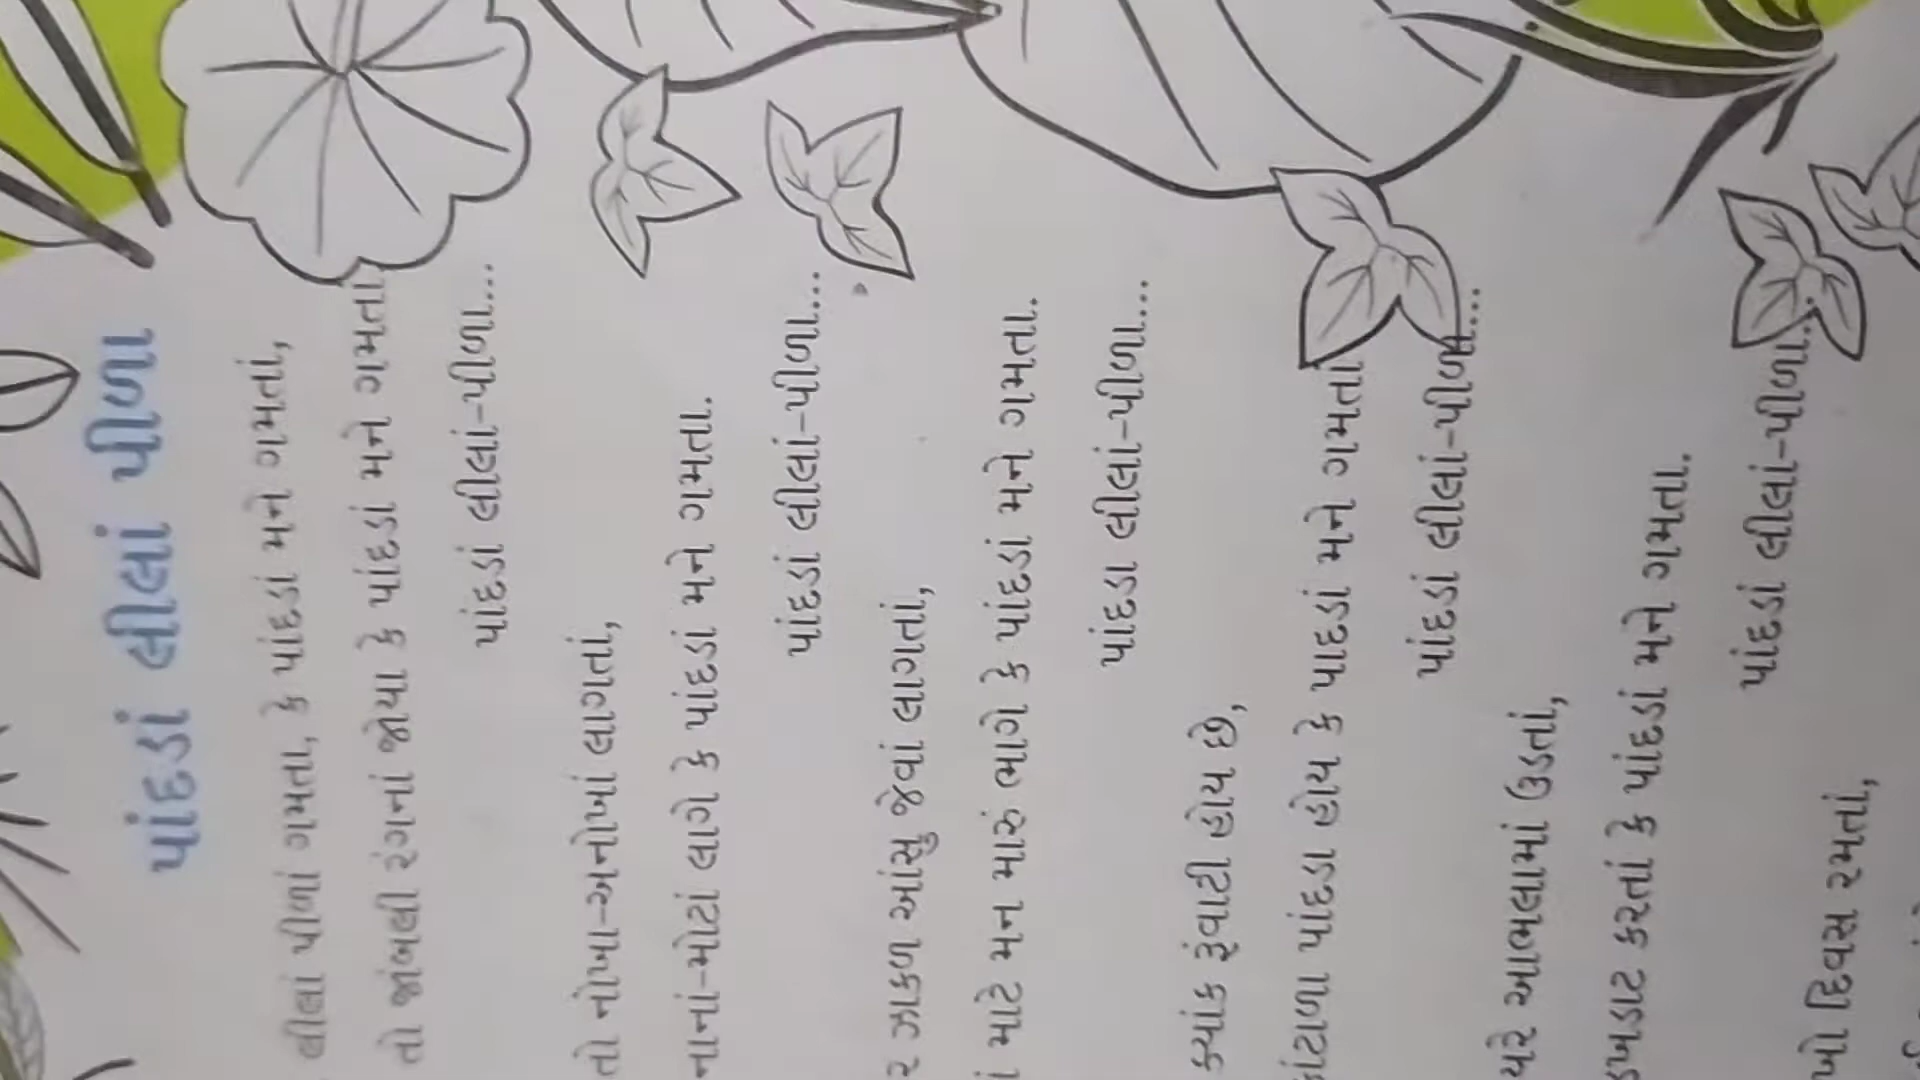 પાંદડાં લીલાં પીળા
લીલાં પીળાં ગમતા, કે પાંદડાં મને ગમતાં,
તો જાંબલી રંગનાં જોયા કે પાંદડાં મને ગમતાં
પાંદડાં લીલાં-પીળા...
તો નોખા-અનોખાં લાગતાં,
નાનાં-મોટાં લાગે કે પાંદડાં મને ગમતા.
પાંદડાં લીલાં-પીળા...
ર ઝાકળ આંસુ જેવાં લાગતાં,
માટે મન મારું ભાગે કે પાંદડાં મને ગમતા.
પાંદડા લીલાં-પીળા...
ક્યાંક રૂંવાટી હોય છે,
કાંટાળા પાંદડા હોય કે પાદડાં મને ગમતાં
પાંદડાં લીલાં-પીળા...
યરે આભલામાં ઉડતાં,
ડખડાટ કરતાં કે પાંદડાં મને ગમતા.
પાંદડાં લીલાં-પીળા...
ખો દિવસ રમતાં,